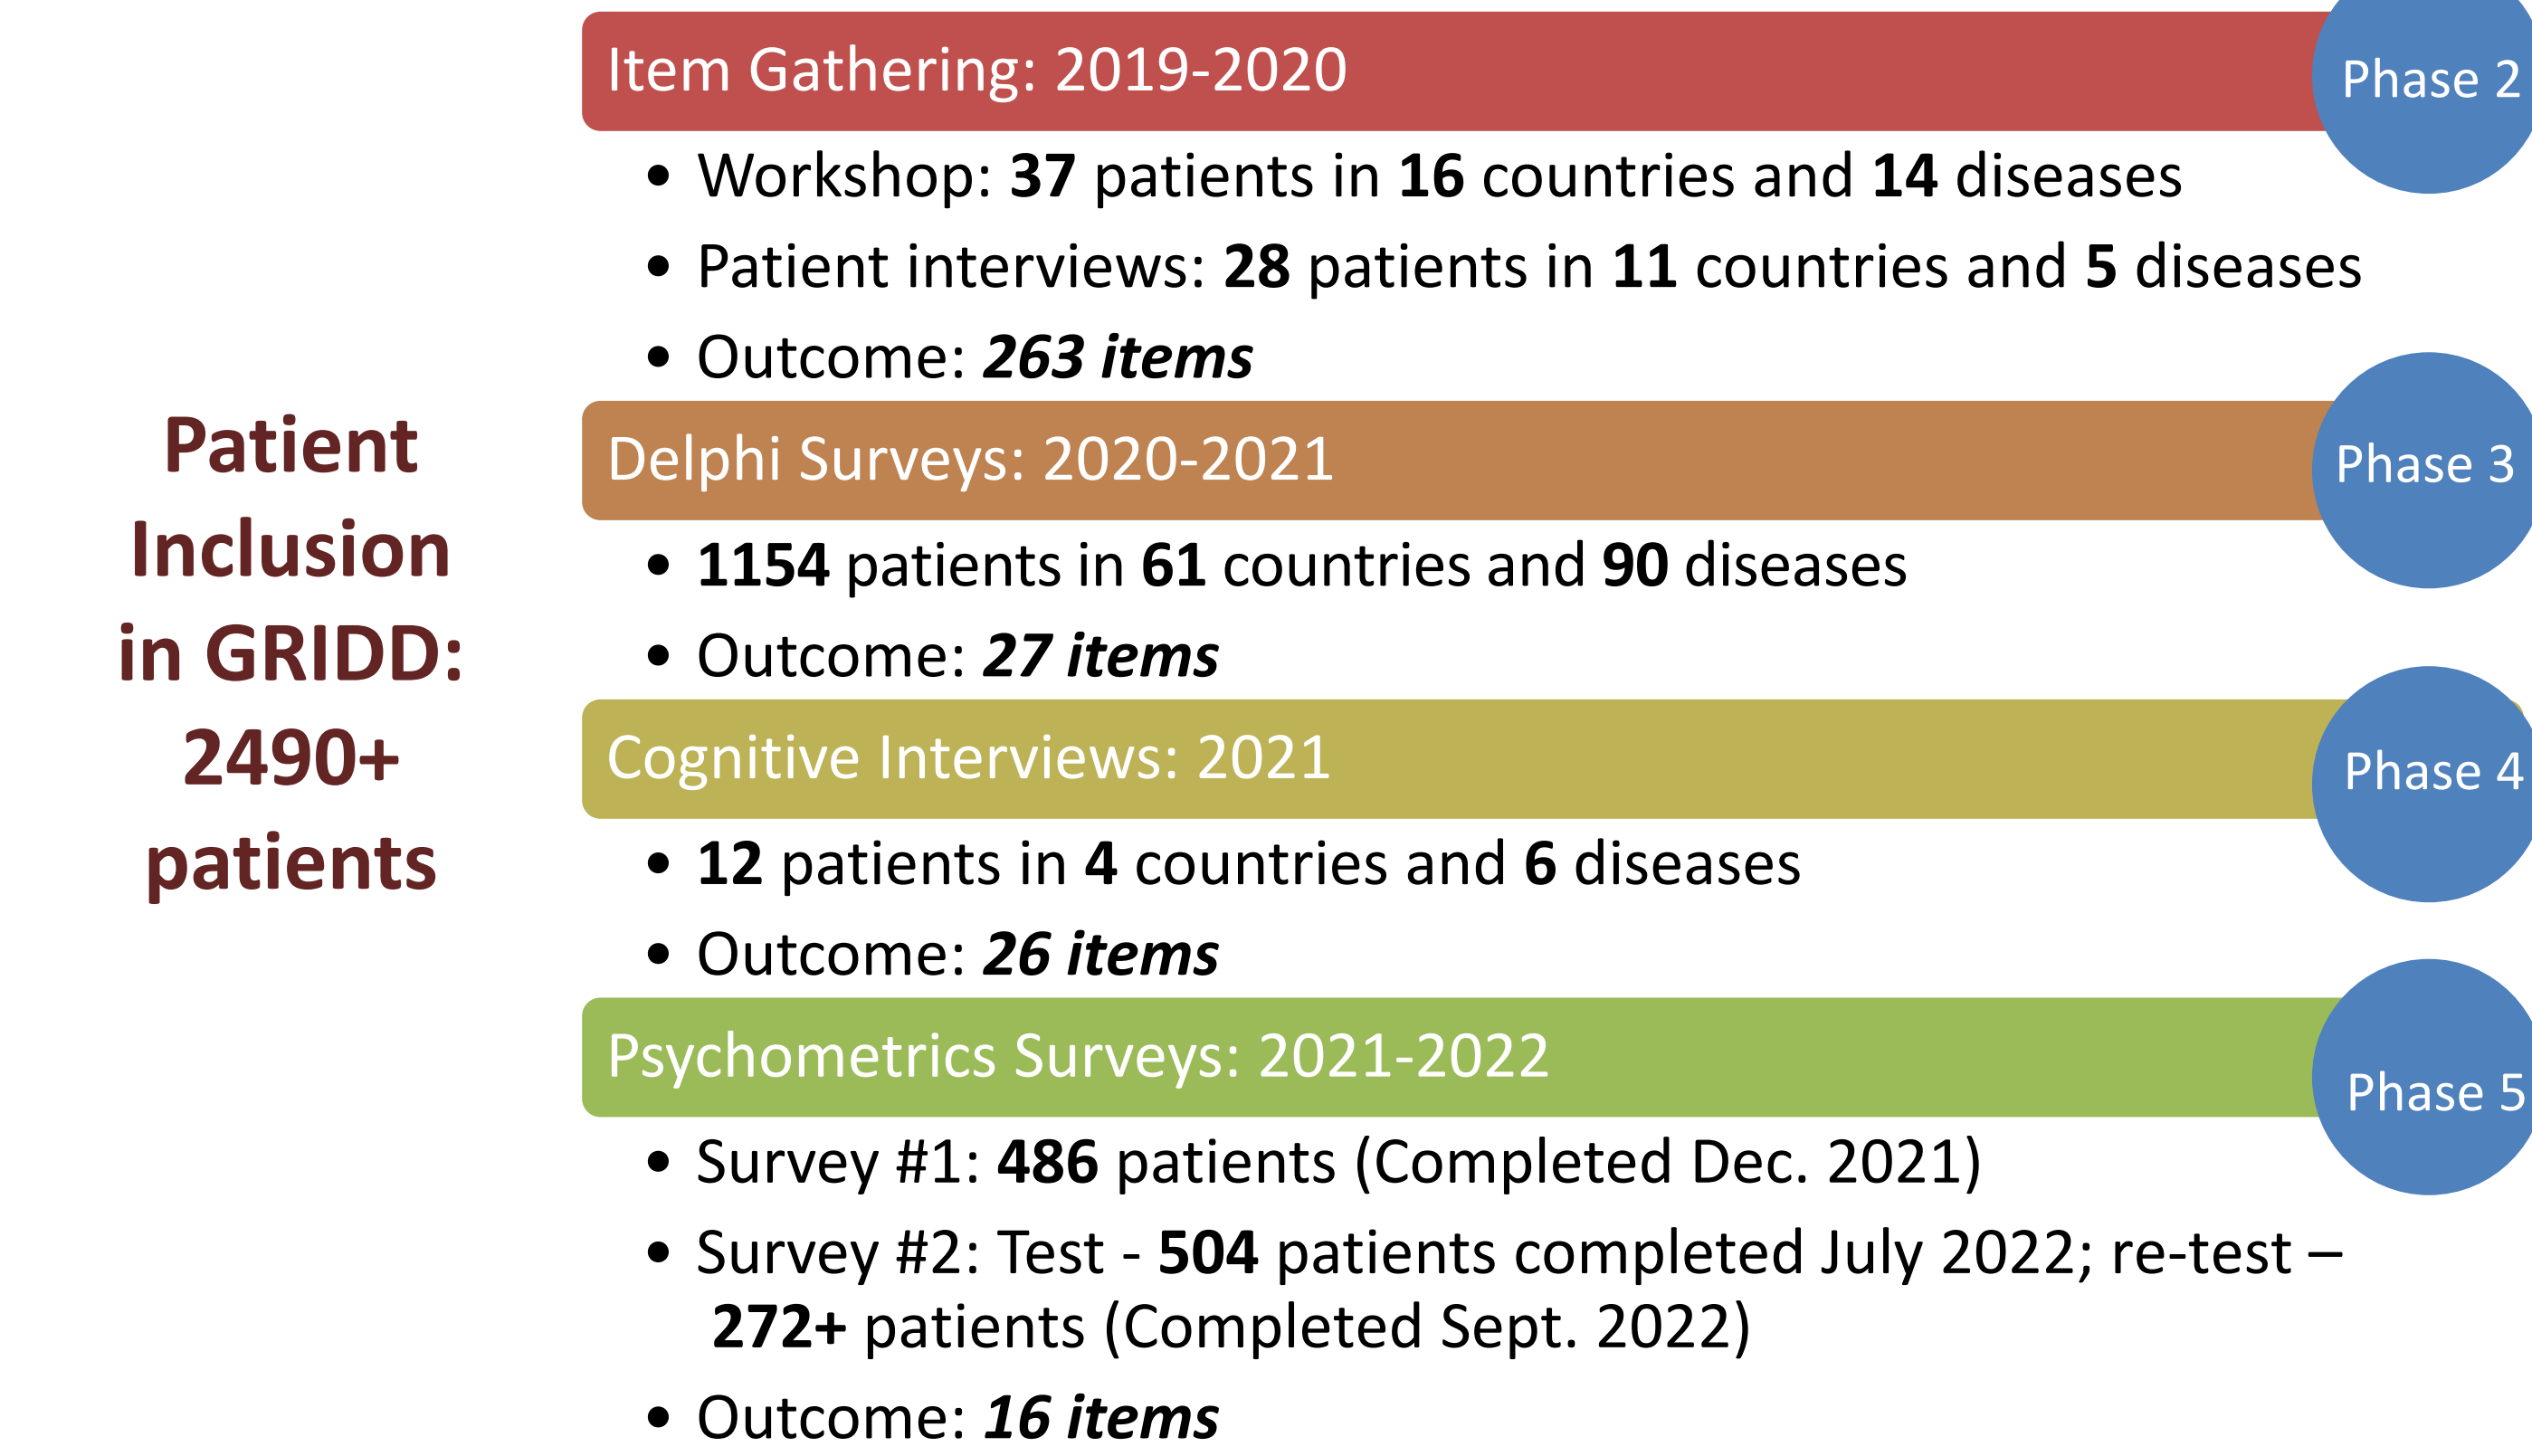 Patient
Inclusion
in GRIDD:
2490+
patients
Item Gathering: 2019-2020
Phase 2
• Workshop: 37 patients in 16 countries and 14 diseases
• Patient interviews: 28 patients in 11 countries and 5 diseases
• Outcome: 263 items
Delphi Surveys: 2020-2021
Phase 3
• 1154 patients in 61 countries and 90 diseases
• Outcome: 27 items
Cognitive Interviews: 2021
Phase 4
• 12 patients in 4 countries and 6 diseases
• Outcome: 26 items
Psychometrics Surveys: 2021-2022
Phase 5
• Survey #1: 486 patients (Completed Dec. 2021)
• Survey #2: Test - 504 patients completed July 2022; re-test –
272+ patients (Completed Sept. 2022)
• Outcome: 16 items